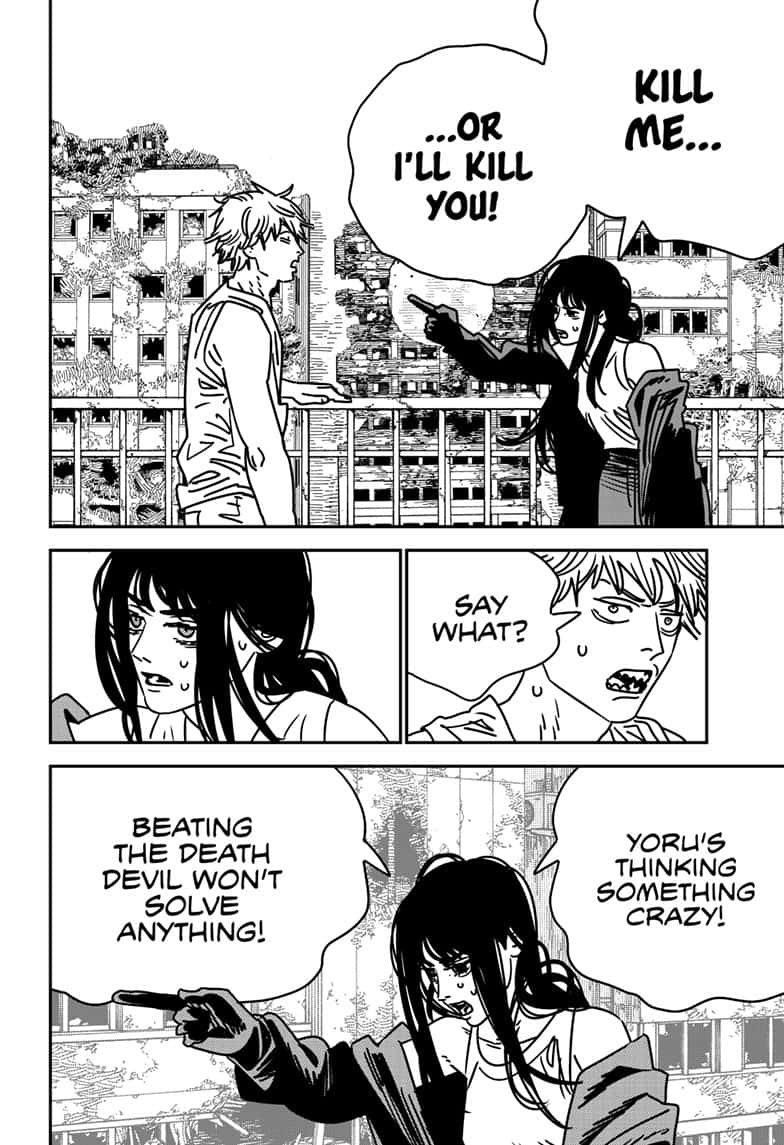 KILL
ME...
...OR
I'LL KILL
YOU!
SAY
WHAT?
YORU'S
THINKING
SOMETHING
CRAZY!
BEATING
THE DEATH
DEVIL WON'T
SOLVE
ANYTHING!